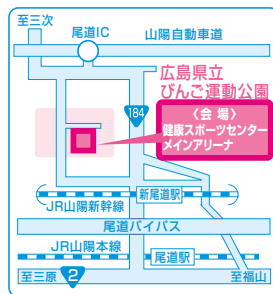 至三次
尾道IC
山陽自動車道
広島県立
びんご運動公園
184
〈会場〉
健康スポーツセンター
メインアリーナ
新尾道駅
JR山陽新幹線
尾道バイパス
JR山陽本線
尾道駅
至三原
2
至福山